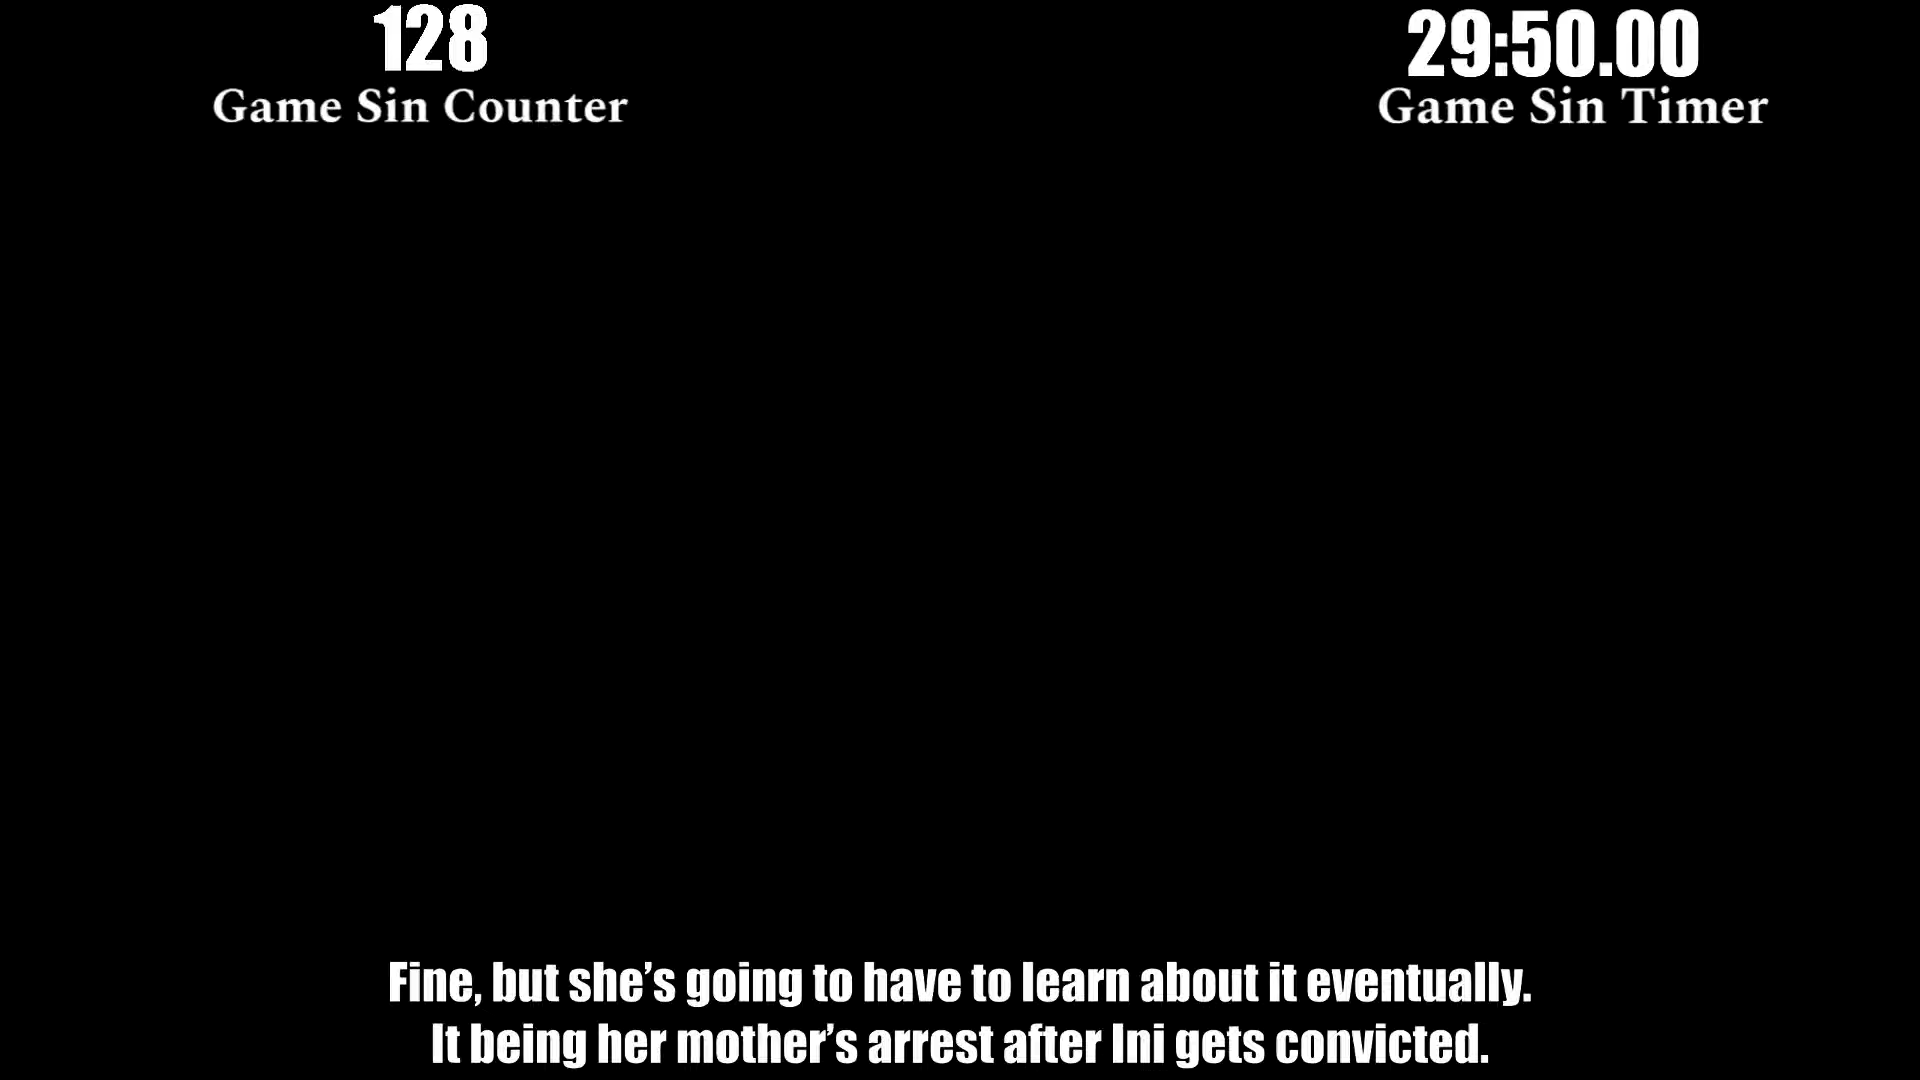 128
Game Sin Counter
29:50.00
Game Sin Timer
Fine, but she’s going to have to learn about it eventually.
It being her mother’s arrest after Ini gets convicted.